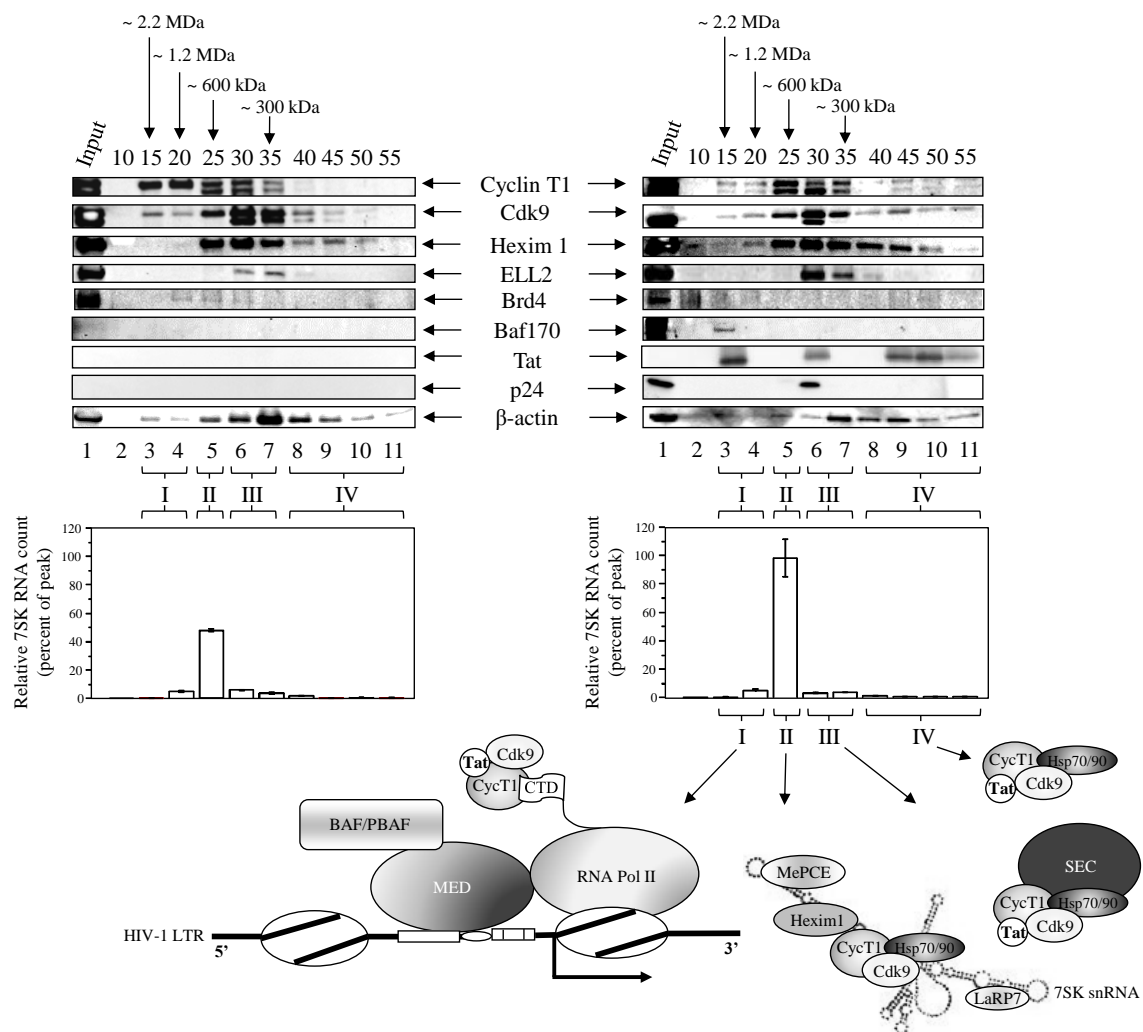 ~ 2.2 MDa
~ 1.2 MDa
~ 600 kDa
~ 300 kDa
Input 10 15 20 25 30 35 40 45 50 55
~ 2.2 MDa
~ 1.2 MDa
~ 600 kDa
~ 300 kDa
Input 10 15 20 25 30 35 40 45 50 55
Cyclin T1
Cdk9
Hexim 1
ELL2
Brd4
Baf170
Tat
p24
β-actin
1 2 3 4 5 6 7 8 9 10 11
I II III IV
1 2 3 4 5 6 7 8 9 10 11
I II III IV
Relative 7SK RNA count
(percent of peak)
120
100
80
60
40
20
0
Relative 7SK RNA count
(percent of peak)
120
100
80
60
40
20
0
I II III IV
Cdk9
Tat
CycT1
CTD
BAF/PBAF
MED
RNA Pol II
HIV-1 LTR
5’
3’
MePCE
Hexim1
CycT1
Hsp70/90
Cdk9
LaRP7
7SK snRNA
CycT1
Hsp70/90
Tat
Cdk9
SEC
CycT1
Hsp70/90
Tat
Cdk9